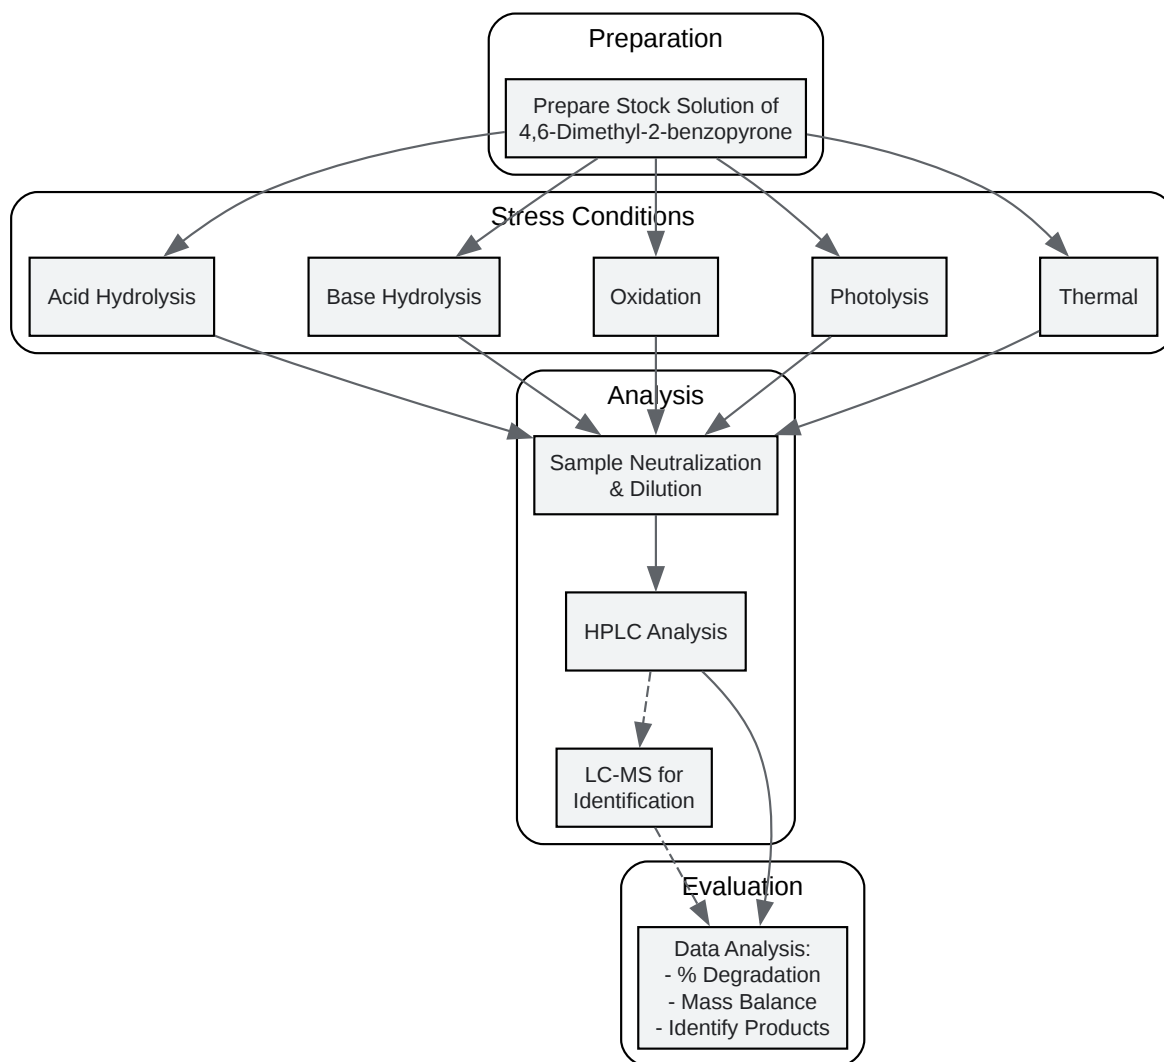 Preparation
Prepare Stock Solution of
4,6-Dimethyl-2-benzopyrone
Stress Conditions
Acid Hydrolysis
Base Hydrolysis
Oxidation
Photolysis
Thermal
Analysis
Sample Neutralization
& Dilution
HPLC Analysis
LC-MS for
Identification
Evaluation
Data Analysis:
- % Degradation
- Mass Balance
- Identify Products